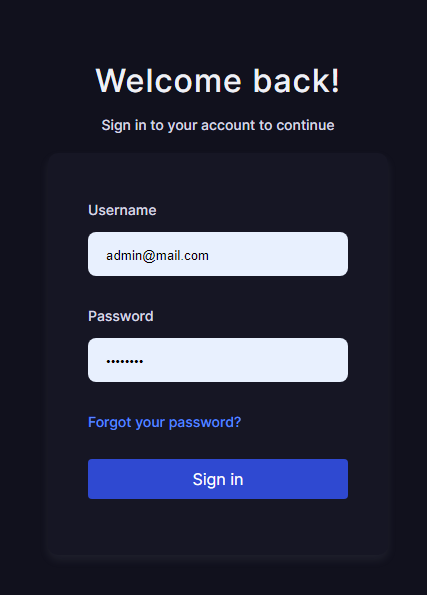 Welcome back!
Sign in to your account to continue
Username
admin@mail.com
Password
••••••••
Forgot your password?
Sign in